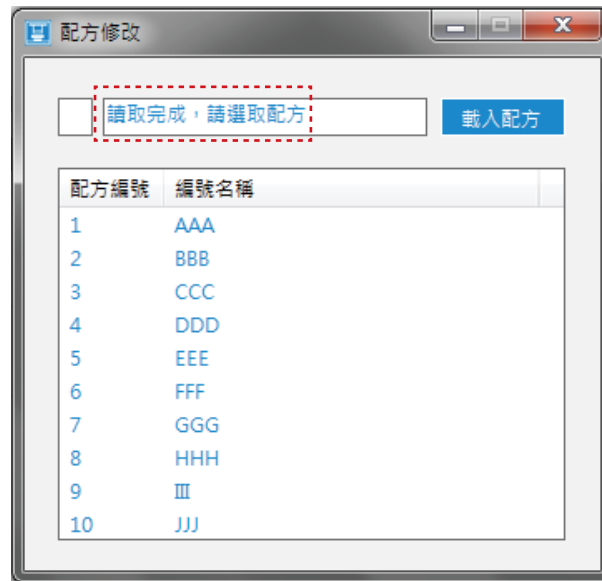 配方修改
讀取完成，請選取配方
載入配方
配方編號 編號名稱
1 AAA
2 BBB
3 CCC
4 DDD
5 EEE
6 FFF
7 GGG
8 HHH
9 Ⅲ
10 JJJ